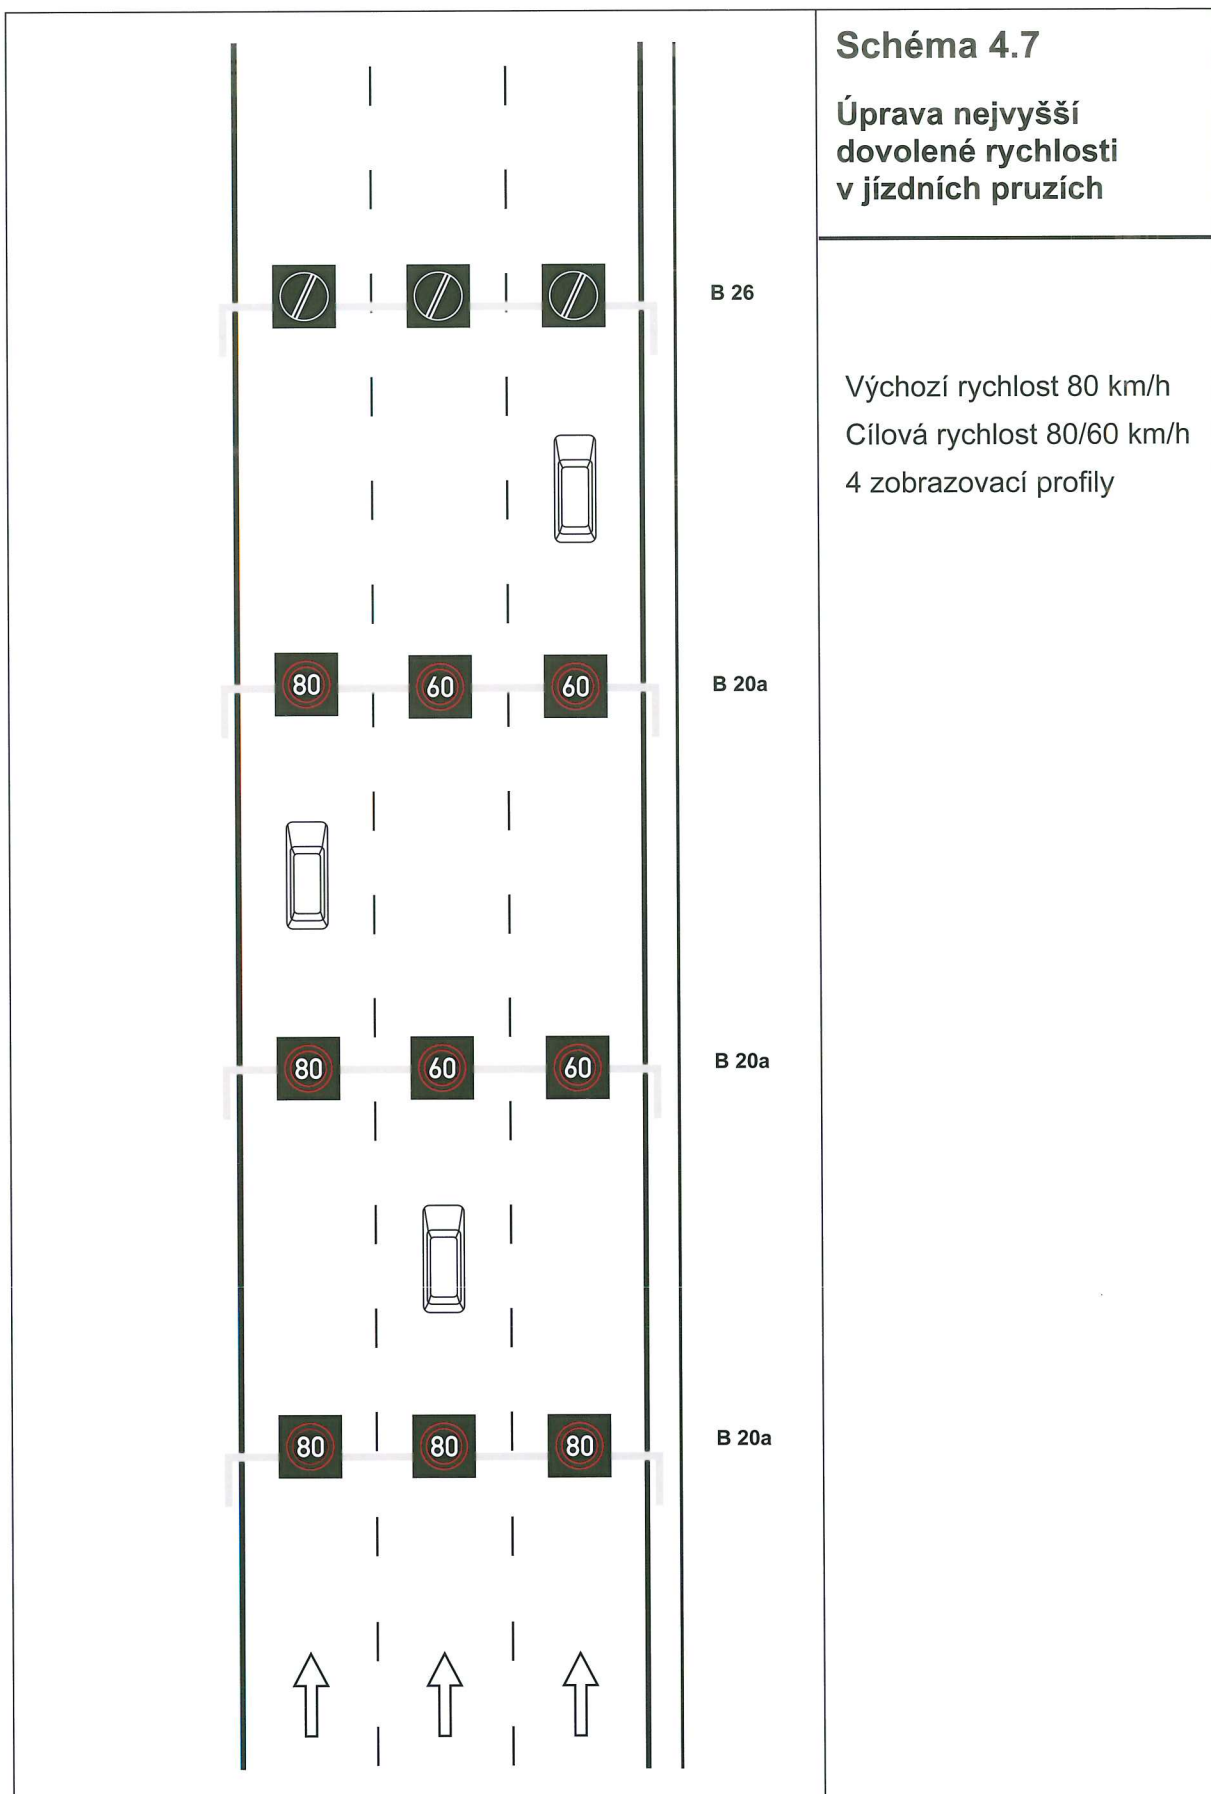 Schéma 4.7
Úprava nejvyšší
dovolené rychlosti
v jízdních pruzích
B 26
Výchozí rychlost 80 km/h
Cílová rychlost 80/60 km/h
4 zobrazovací profily
80 60 60
B 20a
80 60 60
B 20a
80 80 80
B 20a